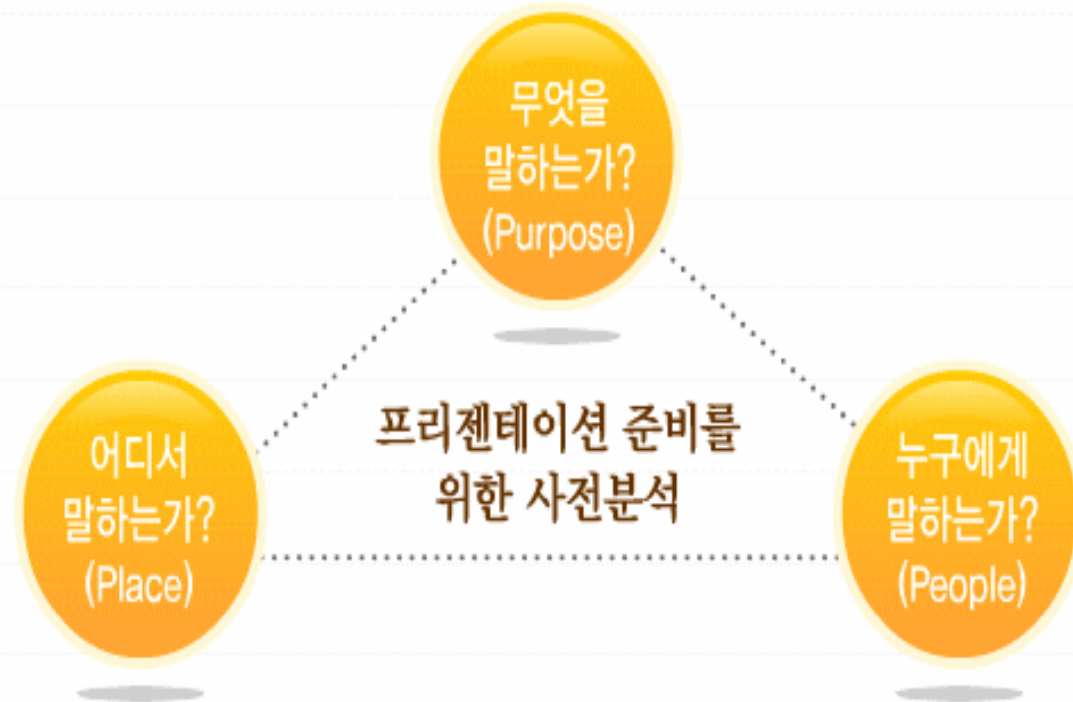 무엇을
말하는가?
(Purpose)
프리젠테이션 준비를
위한 사전분석
어디서
말하는가?
(Place)
누구에게
말하는가?
(People)